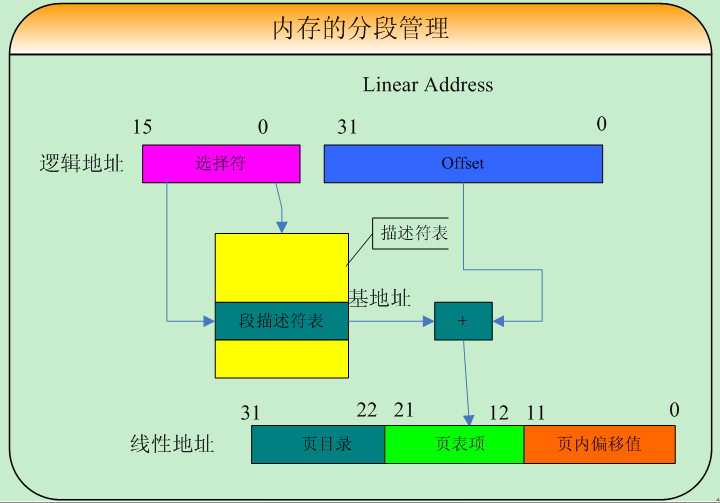 内存的分段管理
Linear Address
15 0 31 0
逻辑地址 选择符 Offset
描述符表
基地址
段描述符表 +
31 22 21 12 11 0
线性地址 页目录 页表项 页内偏移值